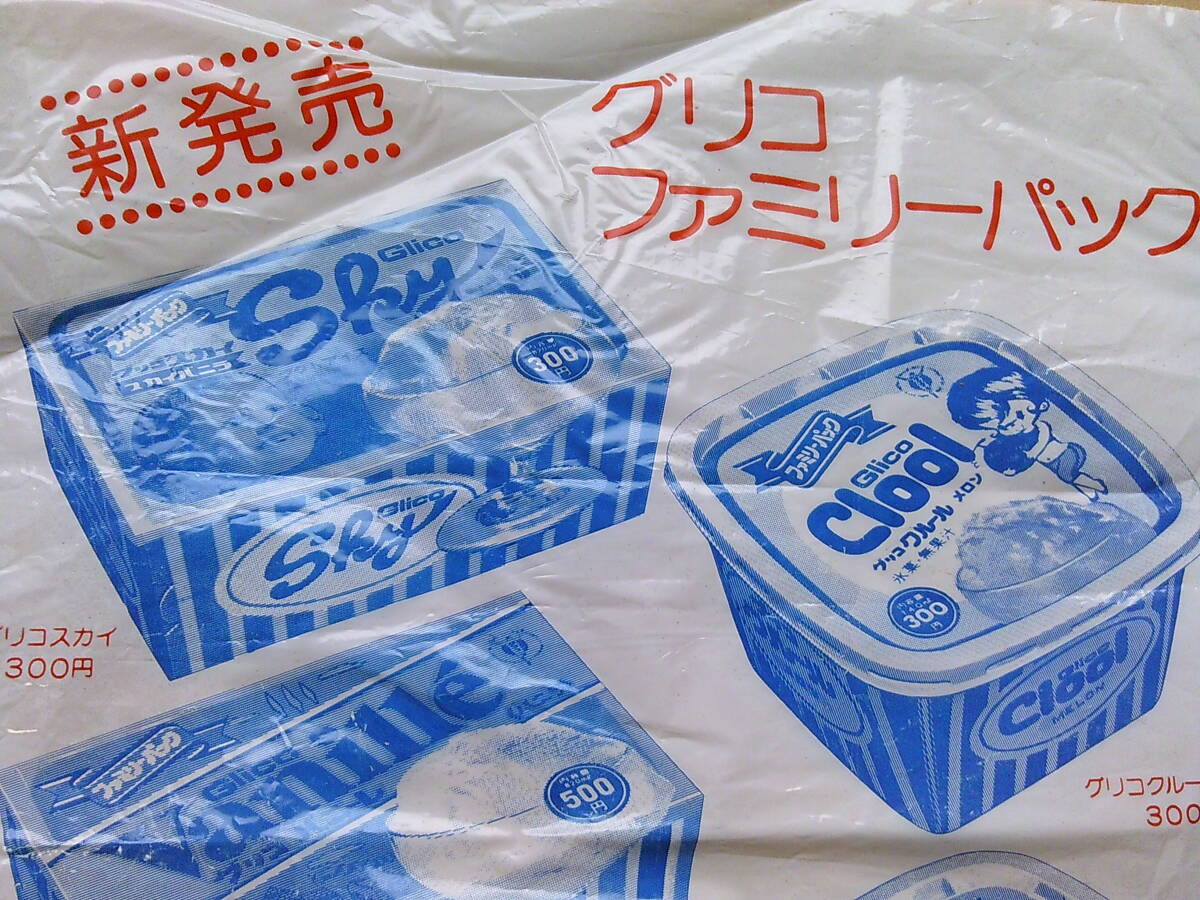 新発売
グリコ
ファミリーパック
Glico
Sky
ファミリーパック
スカイバニラ
300円
Glico
Sky
リコスカイ
300円
ファミリーパック
Glico
Clool
グリコクルール メロン
氷菓・無果汁
300円
Glico
Clool
MELON
グリコクルー
300
ファミリーパック
Glico
500円
Glico